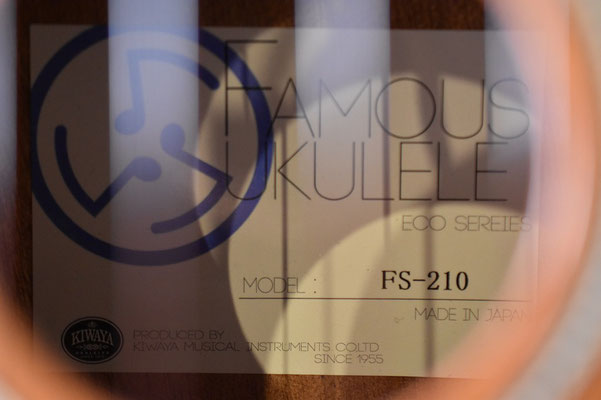 FAMOUS
UKULELE
ECO SEREIES
MODEL : FS-210
MADE IN JAPAN
KIWAYA
PRODUCED BY
KIWAYA MUSICAL INSTRUMENTS CO.LTD
SINCE 1955